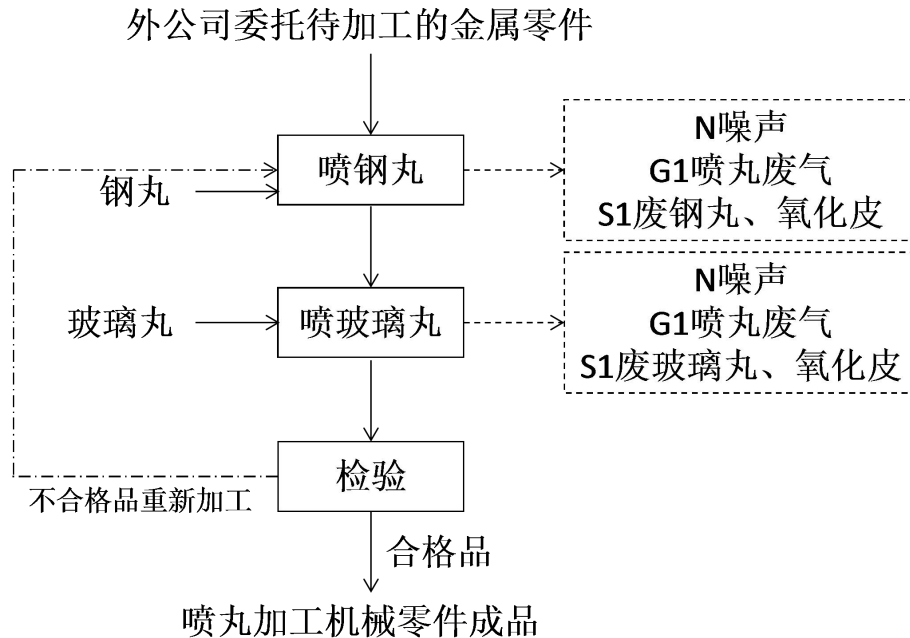 外公司委托待加工的金属零件
喷钢丸
钢丸
N噪声
G1喷丸废气
S1废钢丸、氧化皮
玻璃丸
喷玻璃丸
N噪声
G1喷丸废气
S1废玻璃丸、氧化皮
检验
不合格品重新加工
合格品
喷丸加工机械零件成品